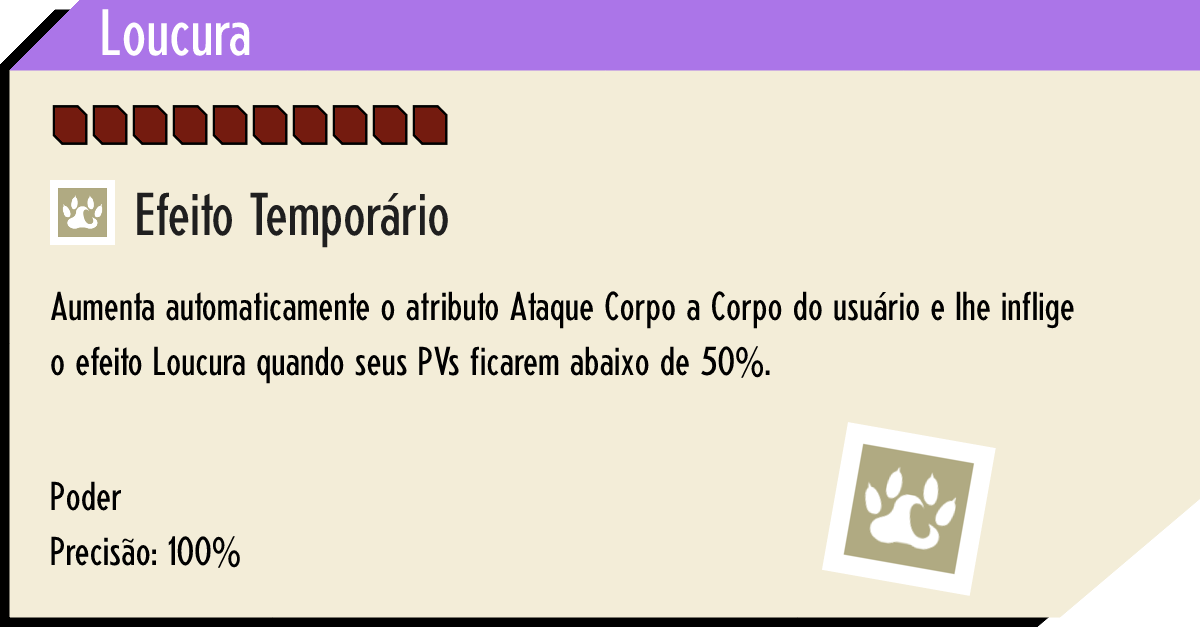 Loucura
Efeito Temporário
Aumenta automaticamente o atributo Ataque Corpo a Corpo do usuário e lhe inflige
o efeito Loucura quando seus PVs ficarem abaixo de 50%.
Poder
Precisão: 100%